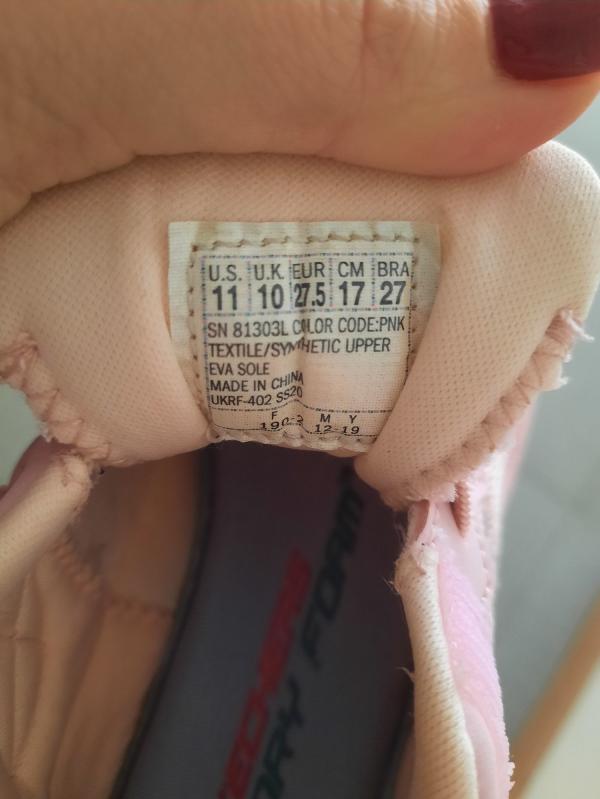 U.S. U.K. EUR CM BRA
11 10 27.5 17 27
SN 81303L COLOR CODE:PNK
TEXTILE/SYNTHETIC UPPER
EVA SOLE
MADE IN CHINA
UKRF-402 SS20
F M Y
12-19
FOAM